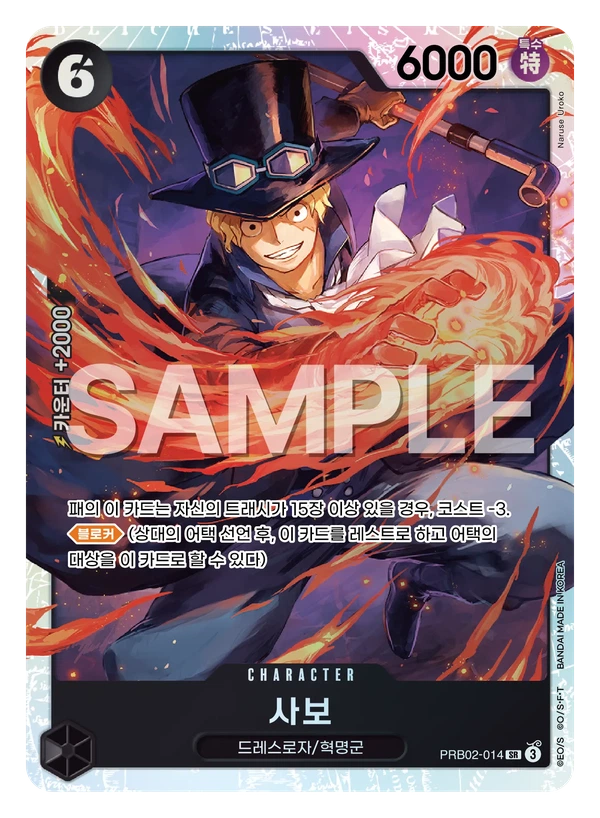 6
6000
특수
特
Naruse Uroko
카운터 +2000
SAMPLE
패의 이 카드는 자신의 트래시가 15장 이상 있을 경우, 코스트 -3.
블로커 (상대의 어택 선언 후, 이 카드를 레스트로 하고 어택의
대상을 이 카드로 할 수 있다)
CHARACTER
사보
드레스로자/혁명군
PRB02-014 SR 3
©E.O/S ©O/S·F·T BANDAI MADE IN KOREA